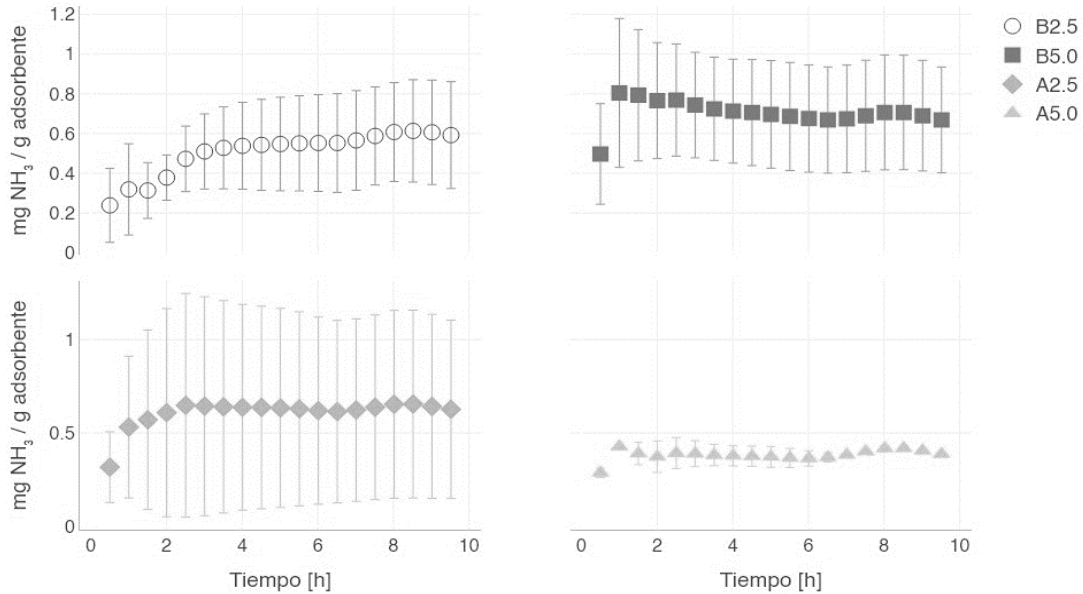 1.2
1
0.8
0.6
0.4
0.2
0
mg NH₃ / g adsorbente
B2.5
B5.0
A2.5
A5.0
1
0.5
0
mg NH₃ / g adsorbente
0 2 4 6 8 10
Tiempo [h]
0 2 4 6 8 10
Tiempo [h]